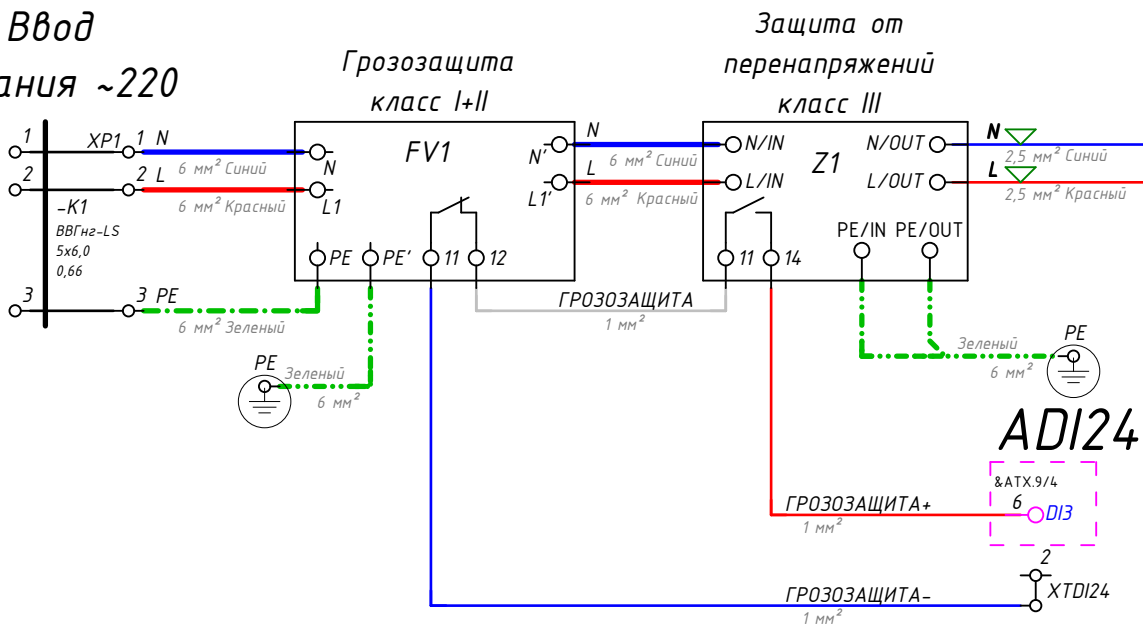 Ввод
ания ~220
Грозозащита
класс I+II
Защита от
перенапряжений
класс III
1
XP1
1
N
6 мм² Синий
N
FV1
N'
N
6 мм² Синий
N/IN
Z1
N/OUT
N
2,5 мм² Синий
2
2
L
6 мм² Красный
L1
L1'
L
6 мм² Красный
L/IN
L/OUT
L
2,5 мм² Красный
-K1
ВВГнг-LS
5х6,0
0,66
PE
PE'
11
12
11
14
PE/IN
PE/OUT
3
3
PE
6 мм² Зеленый
ГРОЗОЗАЩИТА
1 мм²
PE
Зеленый
6 мм²
Зеленый
6 мм²
PE
ADI24
&ATX.9/4
6
DI3
ГРОЗОЗАЩИТА+
1 мм²
2
XTDI24
ГРОЗОЗАЩИТА-
1 мм²